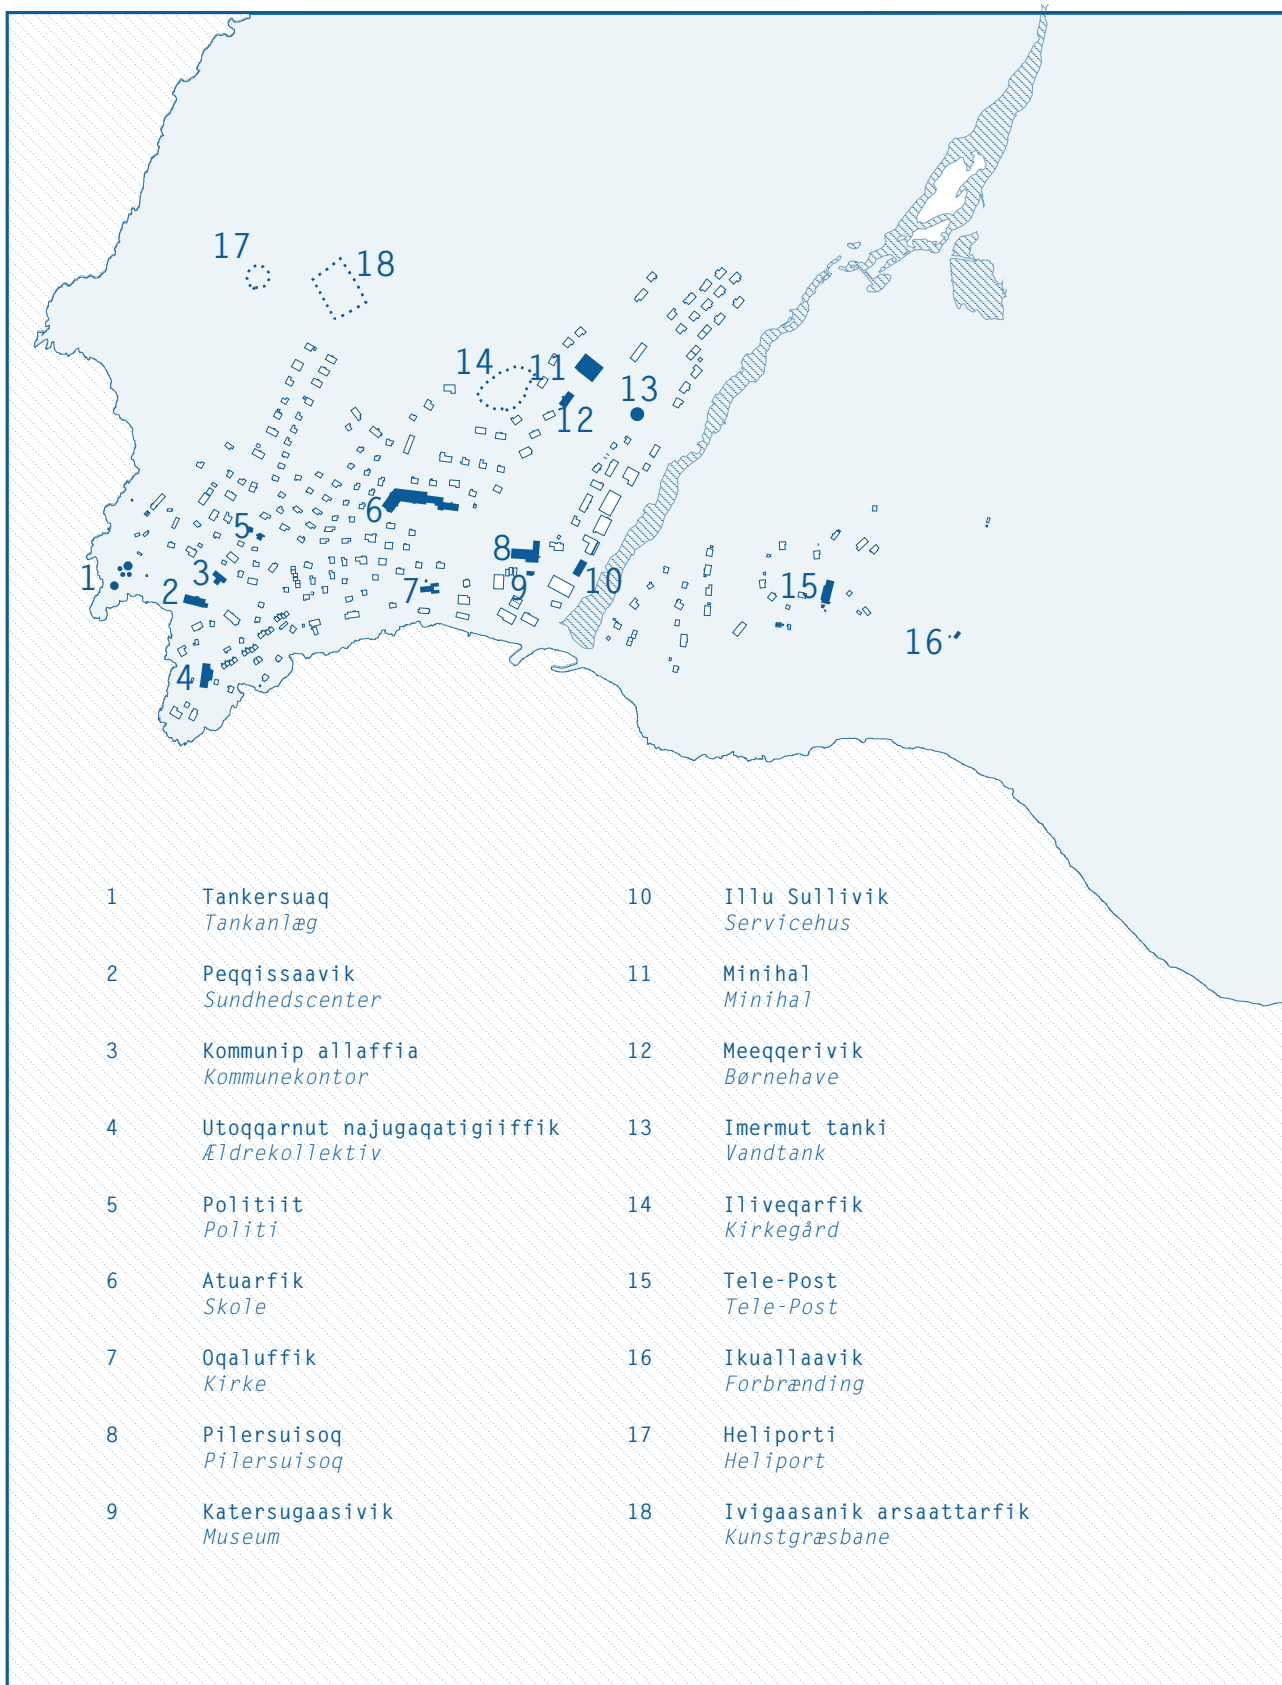 17
18
14
11
13
12
6
5
8
1
2
3
7
9
10
15
16
4
1 Tankersuaq
Tankanlæg
2 Peqqissaavik
Sundhedscenter
3 Kommunip allaffia
Kommunekontor
4 Utoqqarnut najugaqatigiiffik
Ældrekollektiv
5 Politiit
Politi
6 Atuarfik
Skole
7 Oqaluffik
Kirke
8 Pilersuisoq
Pilersuisoq
9 Katersugaasivik
Museum
10 Illu Sullivik
Servicehus
11 Minihal
Minihal
12 Meeqqerivik
Børnehave
13 Imermut tanki
Vandtank
14 Iliveqarfik
Kirkegård
15 Tele-Post
Tele-Post
16 Ikuallaavik
Forbrænding
17 Heliporti
Heliport
18 Ivigaasanik arsaattarfik
Kunstgræsbane